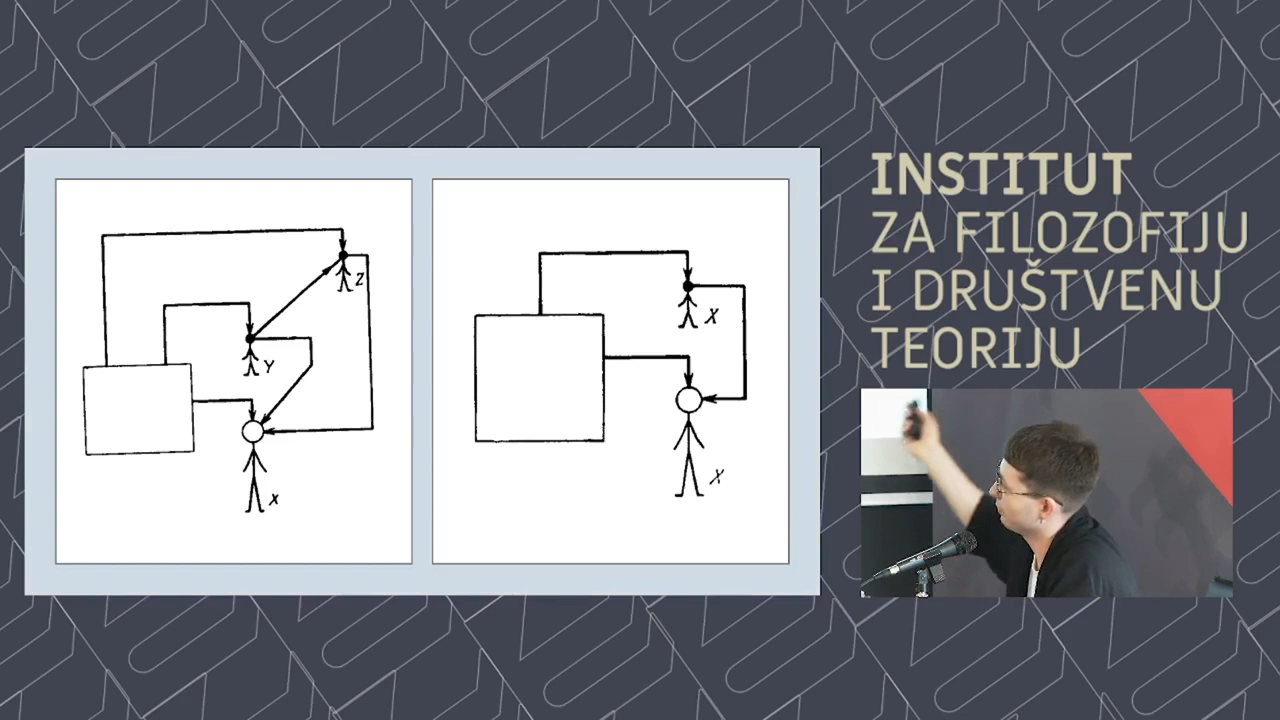 Z
Y
X
X
X
INSTITUT
ZA FILOZOFIJU
I DRUŠTVENU
TEORIJU